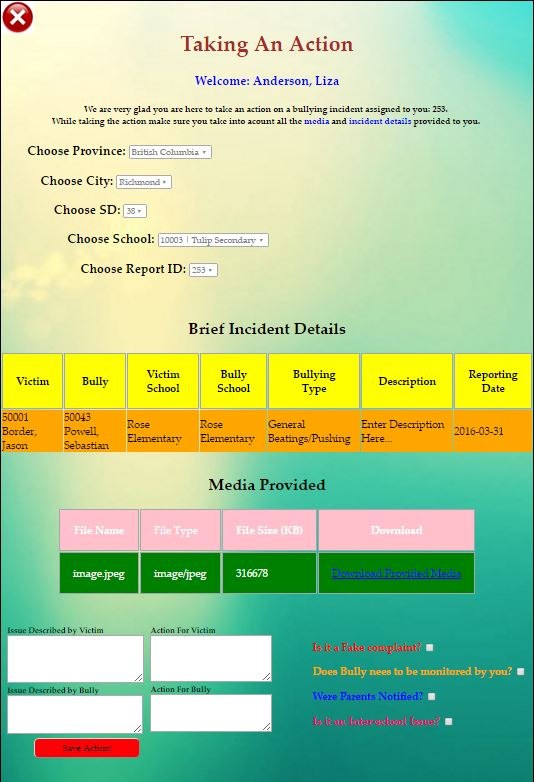 Taking An Action
Welcome: Anderson, Liza
We are very glad you are here to take an action on a bullying incident assigned to you: 253.
While taking the action make sure you take into acount all the media and incident details provided to you.
Choose Province: British Columbia
Choose City: Richmond
Choose SD: 38
Choose School: 10003 | Tulip Secondary
Choose Report ID: 253
Brief Incident Details
Victim Bully Victim School Bully School Bullying Type Description Reporting Date
50001 Border, Jason 50043 Powell, Sebastian Rose Elementary Rose Elementary General Beatings/Pushing Enter Description Here... 2016-03-31
Media Provided
File Name File Type File Size (KB) Download
image.jpeg image/jpeg 316678 Download Provided Media
Issue Described by Victim Action For Victim
Is it a Fake complaint?
Does Bully nees to be monitored by you?
Issue Described by Bully Action For Bully
Were Parents Notified?
Is it an Interschool Issue?
Save Action!